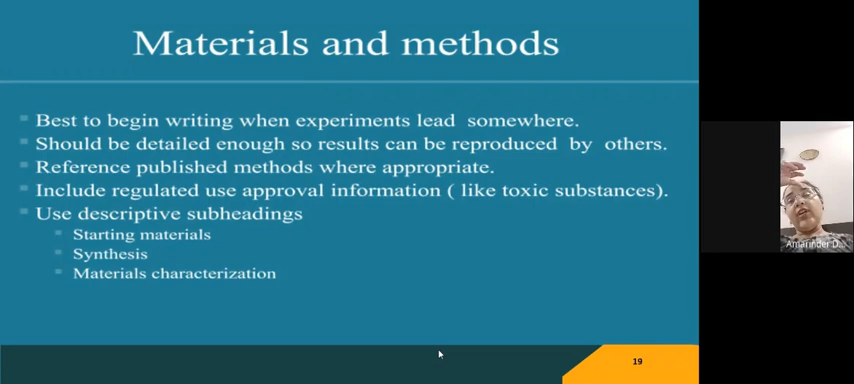 Materials and methods
Best to begin writing when experiments lead somewhere.
Should be detailed enough so results can be reproduced by others.
Reference published methods where appropriate.
Include regulated use approval information ( like toxic substances).
Use descriptive subheadings
Starting materials
Synthesis
Materials characterization
19
Amarinder